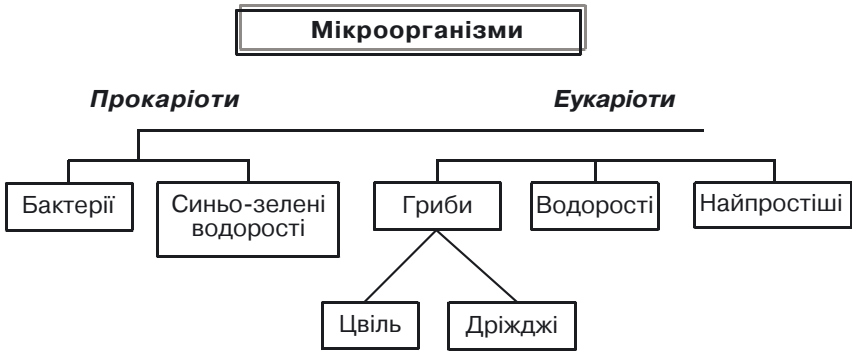 Мікроорганізми
Прокаріоти
Еукаріоти
Бактерії
Синьо-зелені
водорості
Гриби
Водорості
Найпростіші
Цвіль
Дріжджі